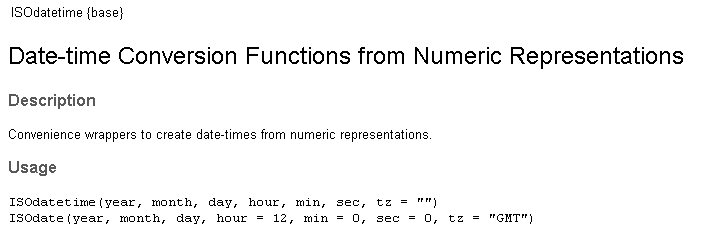 ISOdatetime {base}
Date-time Conversion Functions from Numeric Representations
Description
Convenience wrappers to create date-times from numeric representations.
Usage
ISOdatetime(year, month, day, hour, min, sec, tz = "")
ISOdate(year, month, day, hour = 12, min = 0, sec = 0, tz = "GMT")